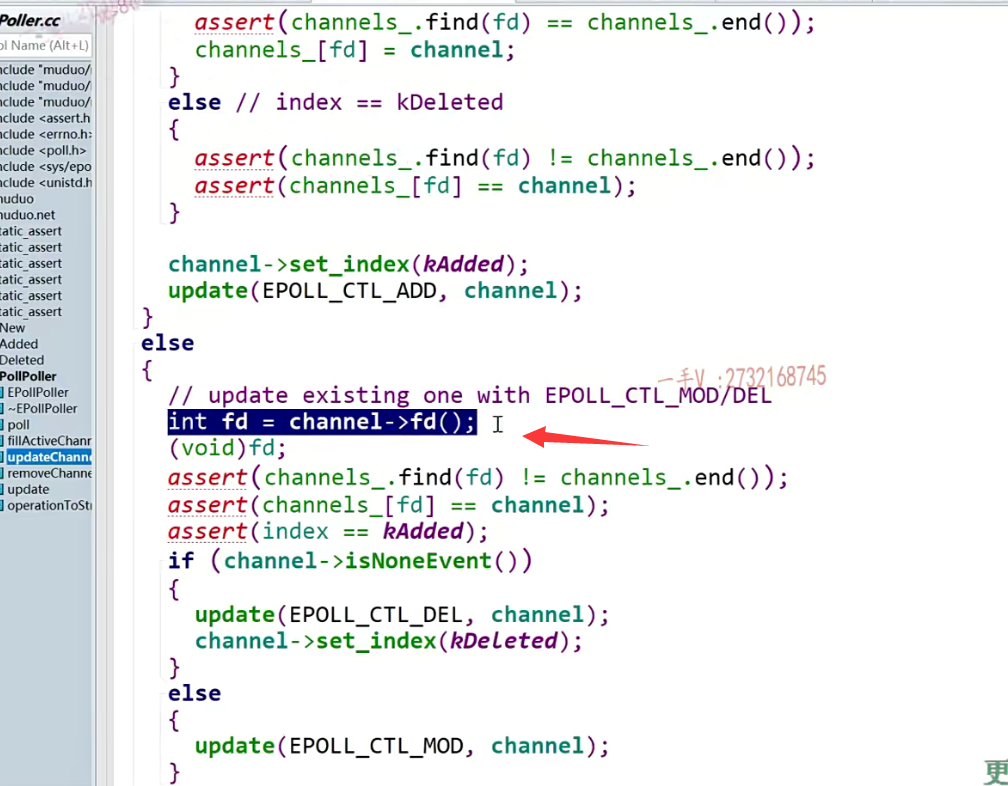 Poller.cc
ol Name (Alt+L)
nclude "muduo/
nclude "muduo/
nclude "muduo/
nclude <assert.h
nclude <errno.h>
nclude <poll.h>
nclude <sys/epo
nclude <unistd.h
muduo
muduo.net
tatic_assert
tatic_assert
tatic_assert
tatic_assert
tatic_assert
tatic_assert
New
Added
Deleted
PollPoller
EPollPoller
~EPollPoller
poll
fillActiveChann
updateChanne
removeChanne
update
operationToStr
assert(channels_.find(fd) == channels_.end());
channels_[fd] = channel;
}
else // index == kDeleted
{
assert(channels_.find(fd) != channels_.end());
assert(channels_[fd] == channel);
}
channel->set_index(kAdded);
update(EPOLL_CTL_ADD, channel);
}
else
{
一手V :2732168745
// update existing one with EPOLL_CTL_MOD/DEL
int fd = channel->fd();
(void)fd;
assert(channels_.find(fd) != channels_.end());
assert(channels_[fd] == channel);
assert(index == kAdded);
if (channel->isNoneEvent())
{
update(EPOLL_CTL_DEL, channel);
channel->set_index(kDeleted);
}
else
{
update(EPOLL_CTL_MOD, channel);
}
更